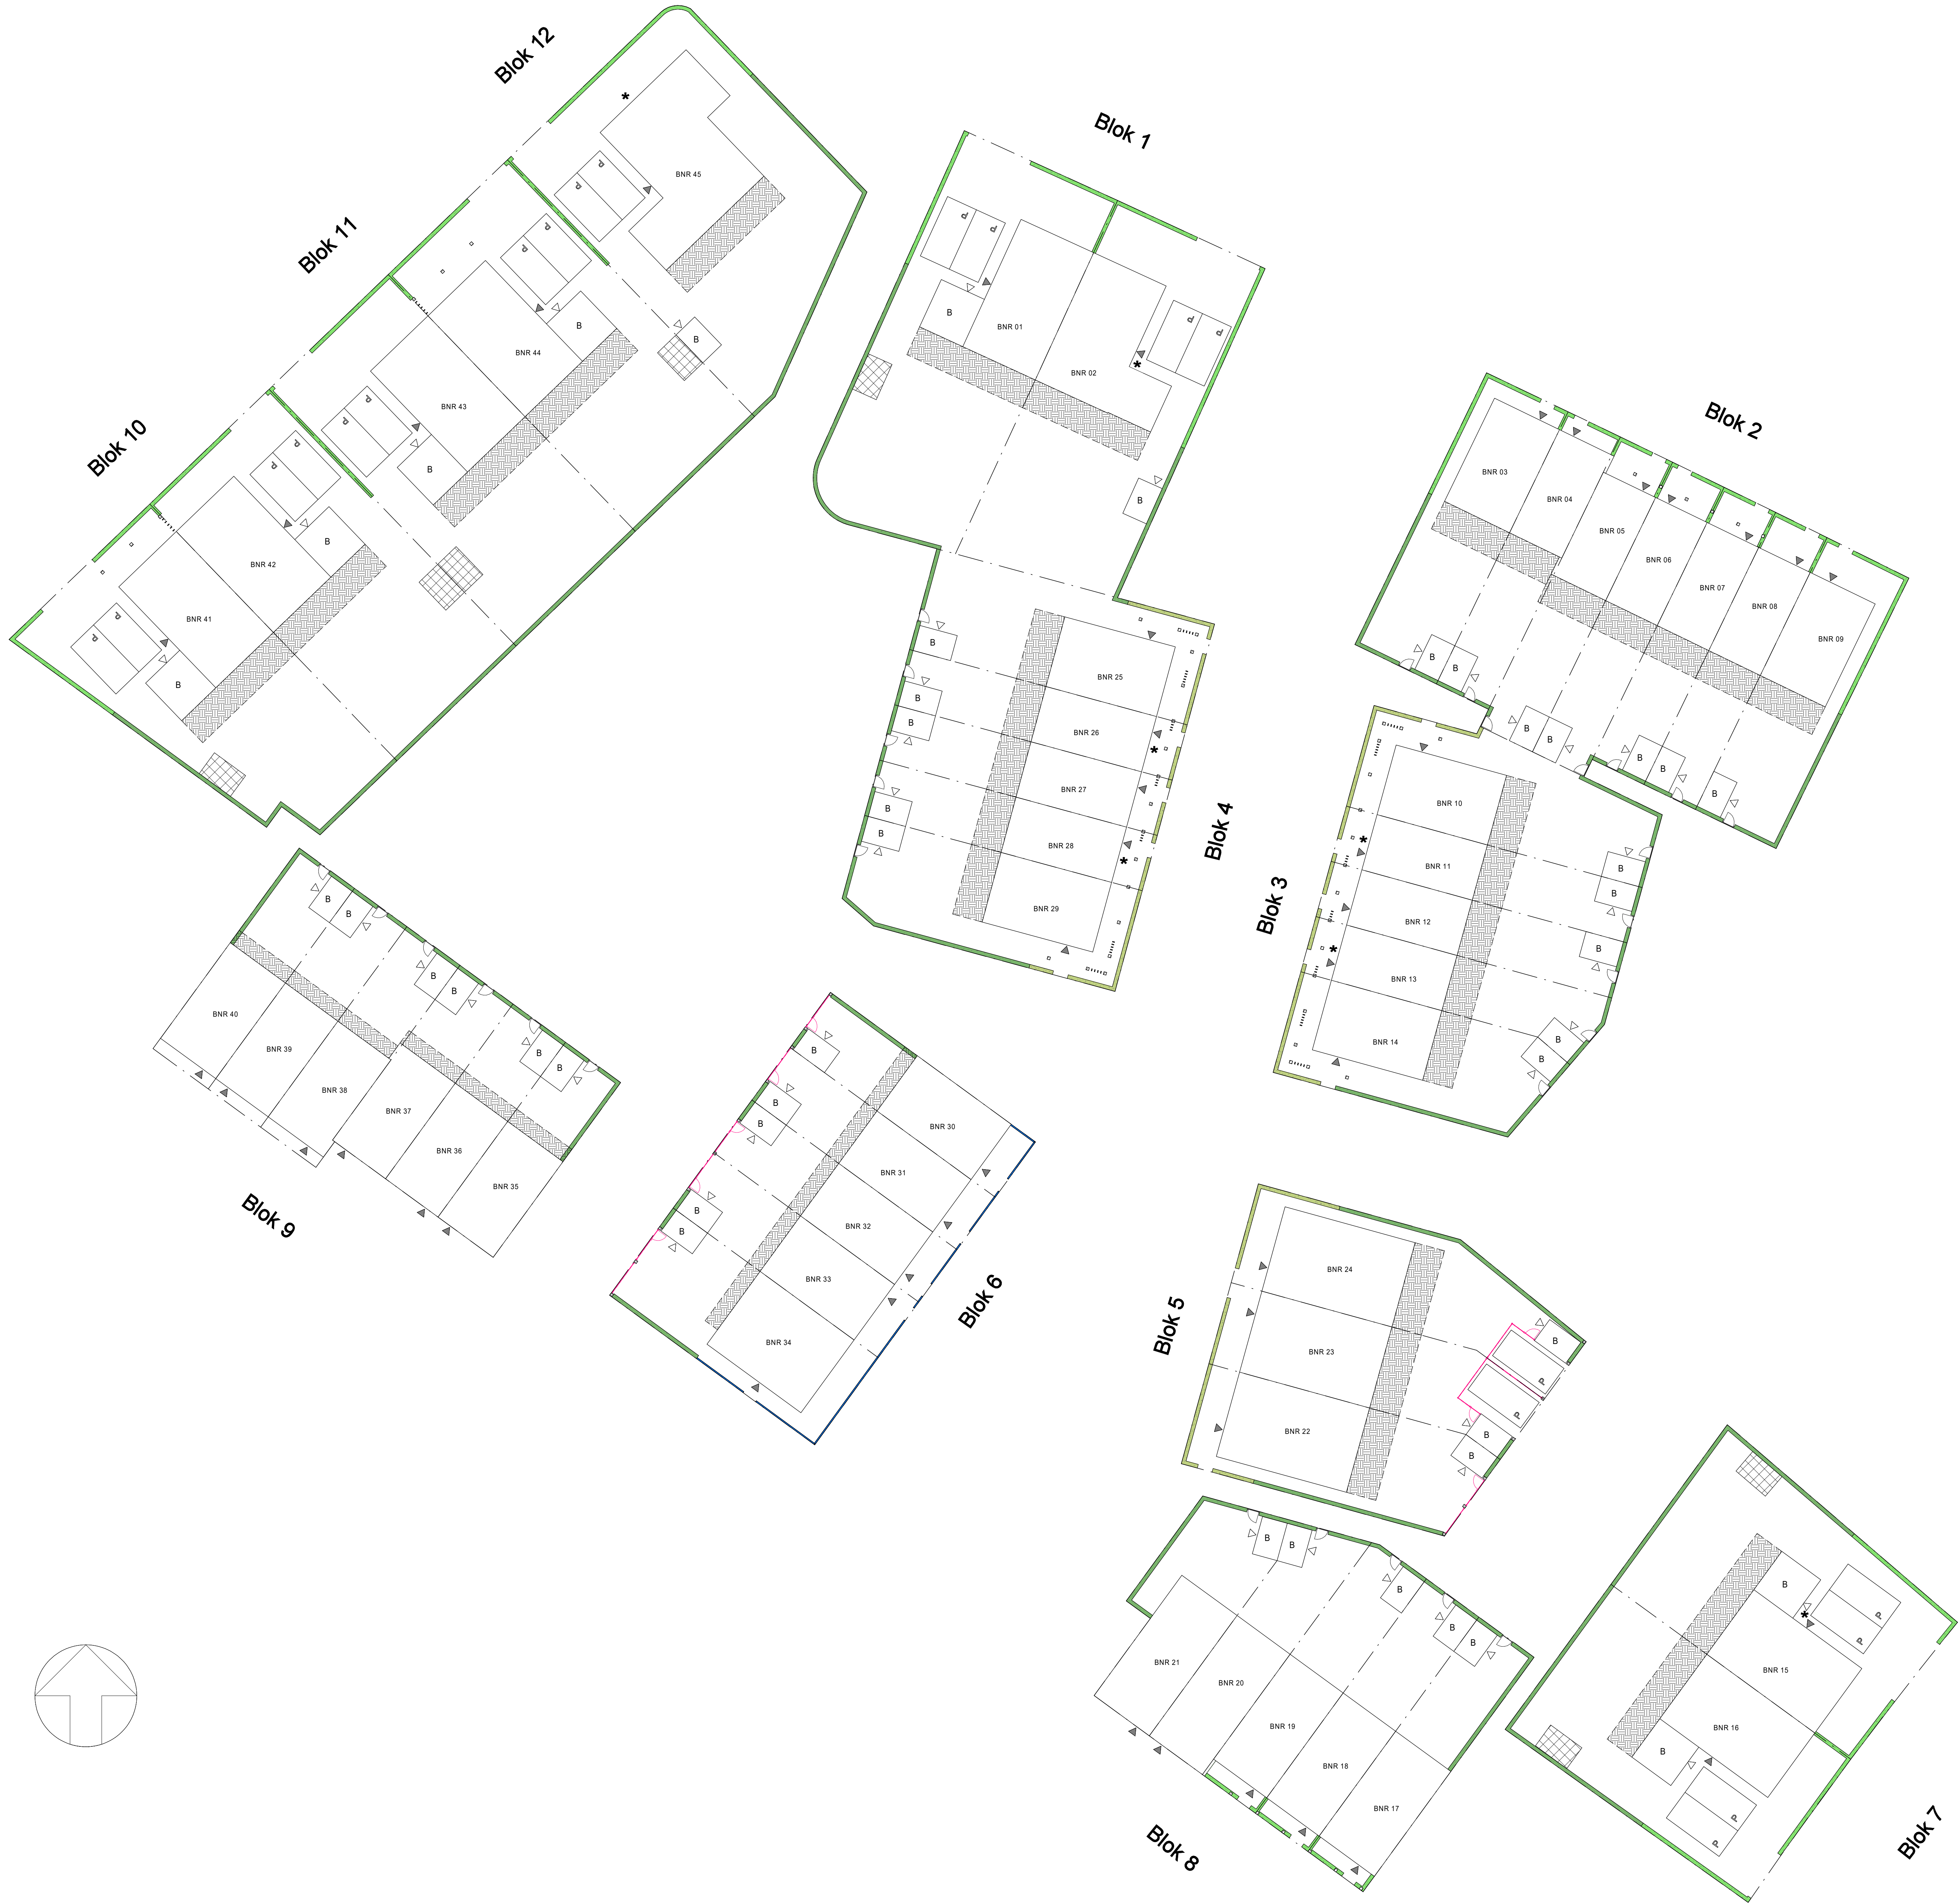 Blok 12
*
BNR 45
P
P
Blok 11
P
P
B
BNR 44
B
P
P
BNR 43
B
Blok 10
P
P
B
BNR 42
BNR 41
P
P
B
Blok 1
P
P
B
BNR 01
P
P
*
BNR 02
B
Blok 2
BNR 03
BNR 04
BNR 05
BNR 06
BNR 07
BNR 08
BNR 09
B
B
B
B
B
B
B
B
BNR 25
B
B
BNR 26
*
BNR 27
B
B
BNR 28
*
BNR 29
Blok 4
BNR 10
*
BNR 11
B
B
BNR 12
*
B
BNR 13
B
B
BNR 14
Blok 3
B
B
B
B
B
B
BNR 40
BNR 39
BNR 38
BNR 37
BNR 36
BNR 35
Blok 9
B
B
B
BNR 30
BNR 31
B
B
BNR 32
BNR 33
BNR 34
Blok 6
BNR 24
B
P
P
BNR 23
B
B
BNR 22
Blok 5
B
B
B
B
B
BNR 21
BNR 20
BNR 19
BNR 18
BNR 17
Blok 8
B
*
P
P
BNR 15
BNR 16
B
P
P
Blok 7